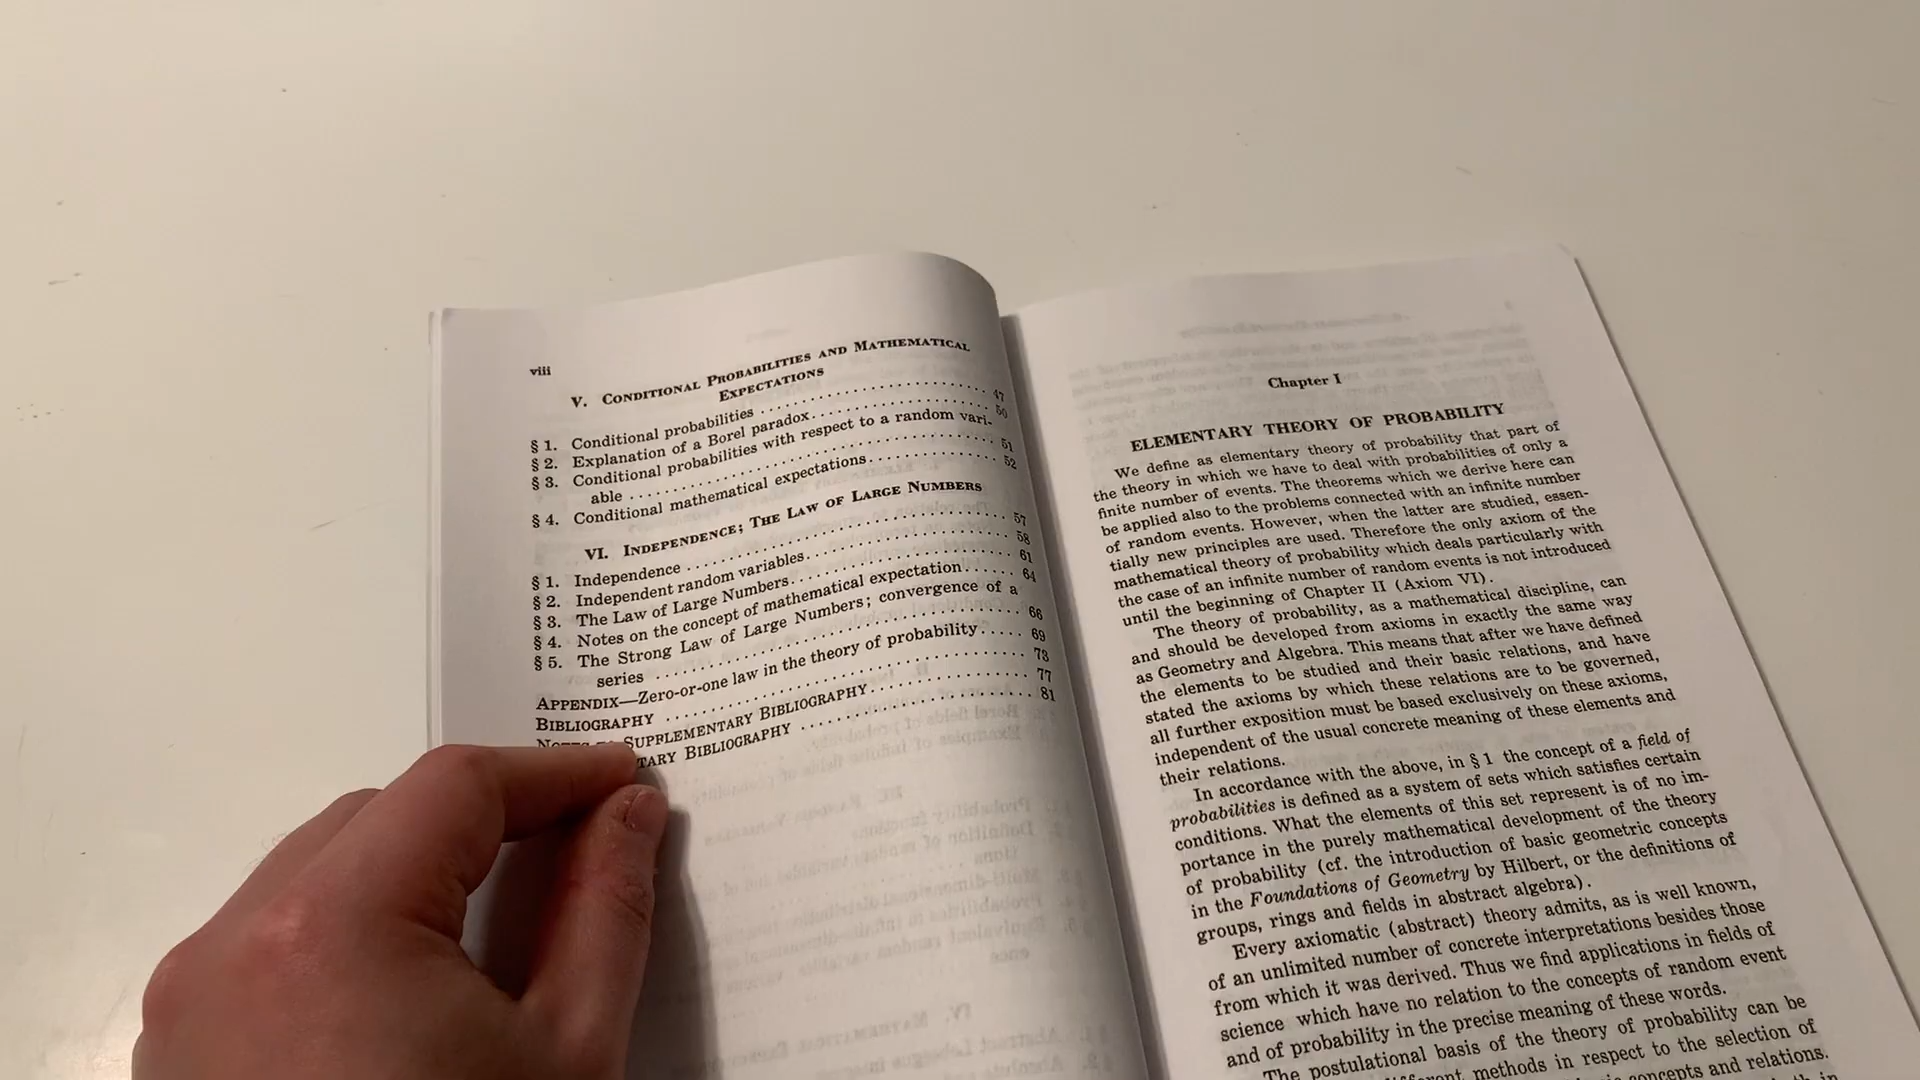 viii
V. CONDITIONAL PROBABILITIES AND MATHEMATICAL
EXPECTATIONS
§ 1. Conditional probabilities . . . . . . . . . . . . . . . . . . . . . . . . 47
§ 2. Explanation of a Borel paradox. . . . . . . . . . . . . . . . . . . 50
§ 3. Conditional probabilities with respect to a random vari-
able . . . . . . . . . . . . . . . . . . . . . . . . . . . . . . . . . . . . 51
§ 4. Conditional mathematical expectations. . . . . . . . . . . . . 52
VI. INDEPENDENCE; THE LAW OF LARGE NUMBERS
§ 1. Independence . . . . . . . . . . . . . . . . . . . . . . . . . . . . . . 57
§ 2. Independent random variables. . . . . . . . . . . . . . . . . . . . 58
§ 3. The Law of Large Numbers. . . . . . . . . . . . . . . . . . . . . 61
§ 4. Notes on the concept of mathematical expectation. . . . . . 64
§ 5. The Strong Law of Large Numbers; convergence of a
series . . . . . . . . . . . . . . . . . . . . . . . . . . . . . . . . . . . 66
APPENDIX—Zero-or-one law in the theory of probability. . . . . 69
BIBLIOGRAPHY . . . . . . . . . . . . . . . . . . . . . . . . . . . . . . . . 73
NOTES TO SUPPLEMENTARY BIBLIOGRAPHY. . . . . . . . . . . . . . 77
TARY BIBLIOGRAPHY . . . . . . . . . . . . . . . . . . . . 81
Chapter I
ELEMENTARY THEORY OF PROBABILITY
We define as elementary theory of probability that part of
the theory in which we have to deal with probabilities of only a
finite number of events. The theorems which we derive here can
be applied also to the problems connected with an infinite number
of random events. However, when the latter are studied, essen-
tially new principles are used. Therefore the only axiom of the
mathematical theory of probability which deals particularly with
the case of an infinite number of random events is not introduced
until the beginning of Chapter II (Axiom VI).
The theory of probability, as a mathematical discipline, can
and should be developed from axioms in exactly the same way
as Geometry and Algebra. This means that after we have defined
the elements to be studied and their basic relations, and have
stated the axioms by which these relations are to be governed,
all further exposition must be based exclusively on these axioms,
independent of the usual concrete meaning of these elements and
their relations.
In accordance with the above, in § 1 the concept of a field of
probabilities is defined as a system of sets which satisfies certain
conditions. What the elements of this set represent is of no im-
portance in the purely mathematical development of the theory
of probability (cf. the introduction of basic geometric concepts
in the Foundations of Geometry by Hilbert, or the definitions of
groups, rings and fields in abstract algebra).
Every axiomatic (abstract) theory admits, as is well known,
of an unlimited number of concrete interpretations besides those
from which it was derived. Thus we find applications in fields of
science which have no relation to the concepts of random event
and of probability in the precise meaning of these words.
The postulational basis of the theory of probability can be
methods in respect to the selection of
concepts and relations.